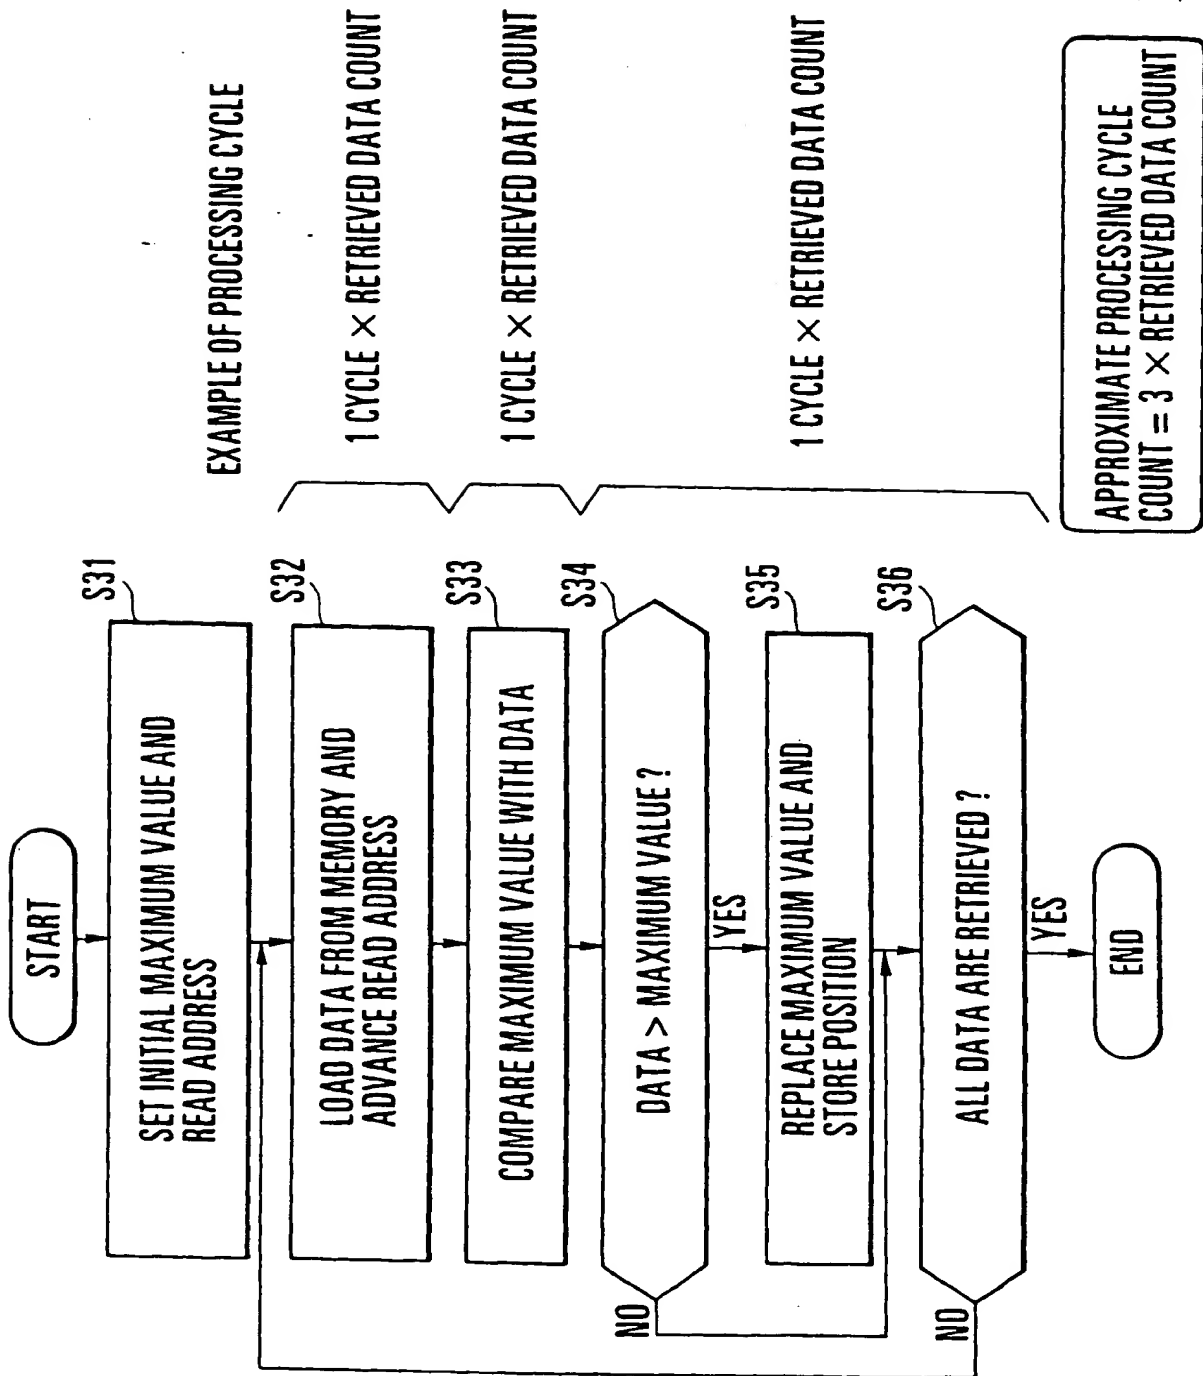 START
S31
SET INITIAL MAXIMUM VALUE AND
READ ADDRESS
EXAMPLE OF PROCESSING CYCLE
S32
LOAD DATA FROM MEMORY AND
ADVANCE READ ADDRESS
1 CYCLE × RETRIEVED DATA COUNT
S33
COMPARE MAXIMUM VALUE WITH DATA
1 CYCLE × RETRIEVED DATA COUNT
S34
DATA > MAXIMUM VALUE ?
NO
YES
S35
REPLACE MAXIMUM VALUE AND
STORE POSITION
1 CYCLE × RETRIEVED DATA COUNT
S36
ALL DATA ARE RETRIEVED ?
NO
YES
END
APPROXIMATE PROCESSING CYCLE
COUNT = 3 × RETRIEVED DATA COUNT